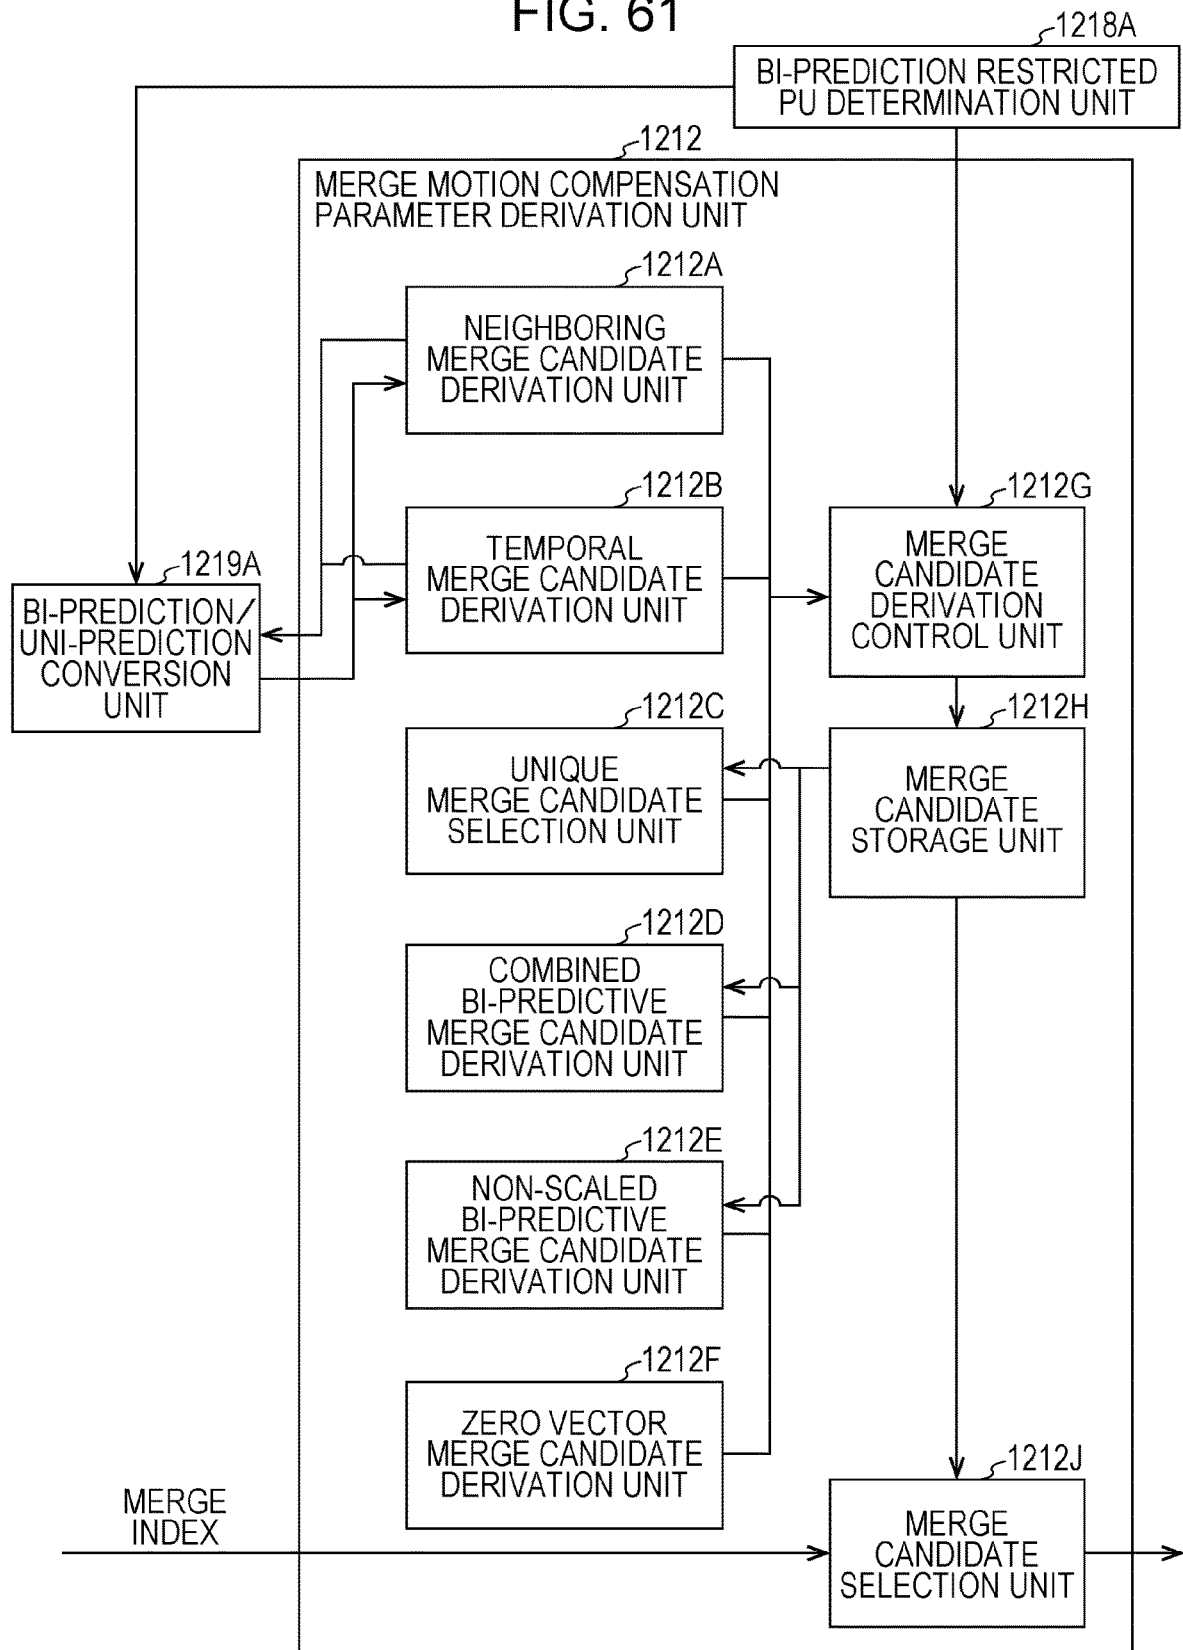 FIG. 61
1218A
BI-PREDICTION RESTRICTED
PU DETERMINATION UNIT
1212
MERGE MOTION COMPENSATION
PARAMETER DERIVATION UNIT
1212A
NEIGHBORING
MERGE CANDIDATE
DERIVATION UNIT
1212B
TEMPORAL
MERGE CANDIDATE
DERIVATION UNIT
1212G
MERGE
CANDIDATE
DERIVATION
CONTROL UNIT
1219A
BI-PREDICTION/
UNI-PREDICTION
CONVERSION
UNIT
1212C
UNIQUE
MERGE CANDIDATE
SELECTION UNIT
1212H
MERGE
CANDIDATE
STORAGE UNIT
1212D
COMBINED
BI-PREDICTIVE
MERGE CANDIDATE
DERIVATION UNIT
1212E
NON-SCALED
BI-PREDICTIVE
MERGE CANDIDATE
DERIVATION UNIT
1212F
ZERO VECTOR
MERGE CANDIDATE
DERIVATION UNIT
MERGE
INDEX
1212J
MERGE
CANDIDATE
SELECTION UNIT